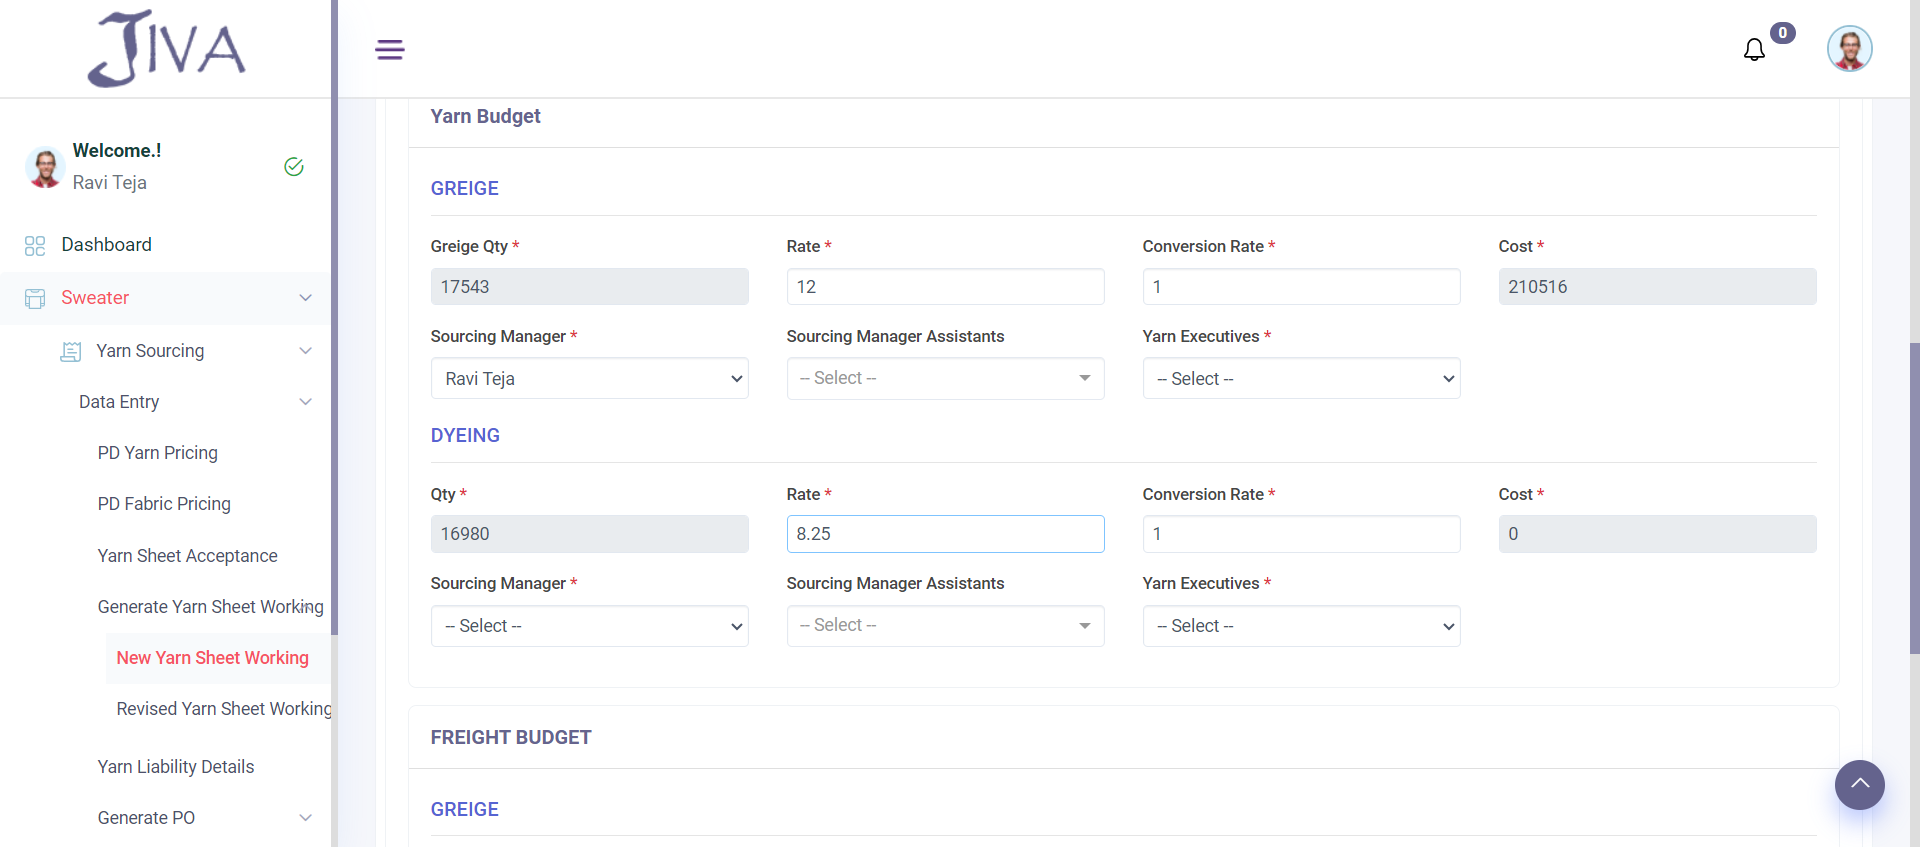 JIVA
0
Welcome.!
Ravi Teja
Dashboard
Sweater
Yarn Sourcing
Data Entry
PD Yarn Pricing
PD Fabric Pricing
Yarn Sheet Acceptance
Generate Yarn Sheet Working
New Yarn Sheet Working
Revised Yarn Sheet Working
Yarn Liability Details
Generate PO
Yarn Budget
GREIGE
Greige Qty * Rate * Conversion Rate * Cost *
17543 12 1 210516
Sourcing Manager * Sourcing Manager Assistants Yarn Executives *
Ravi Teja -- Select -- -- Select --
DYEING
Qty * Rate * Conversion Rate * Cost *
16980 8.25 1 0
Sourcing Manager * Sourcing Manager Assistants Yarn Executives *
-- Select -- -- Select -- -- Select --
FREIGHT BUDGET
GREIGE